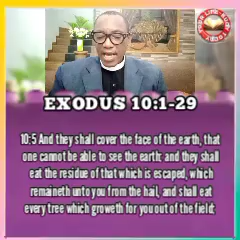 EXODUS 10:1-29
10:5 And they shall cover the face of the earth, that
one cannot be able to see the earth: and they shall
eat the residue of that which is escaped, which
remaineth unto you from the hail, and shall eat
every tree which groweth for you out of the field: